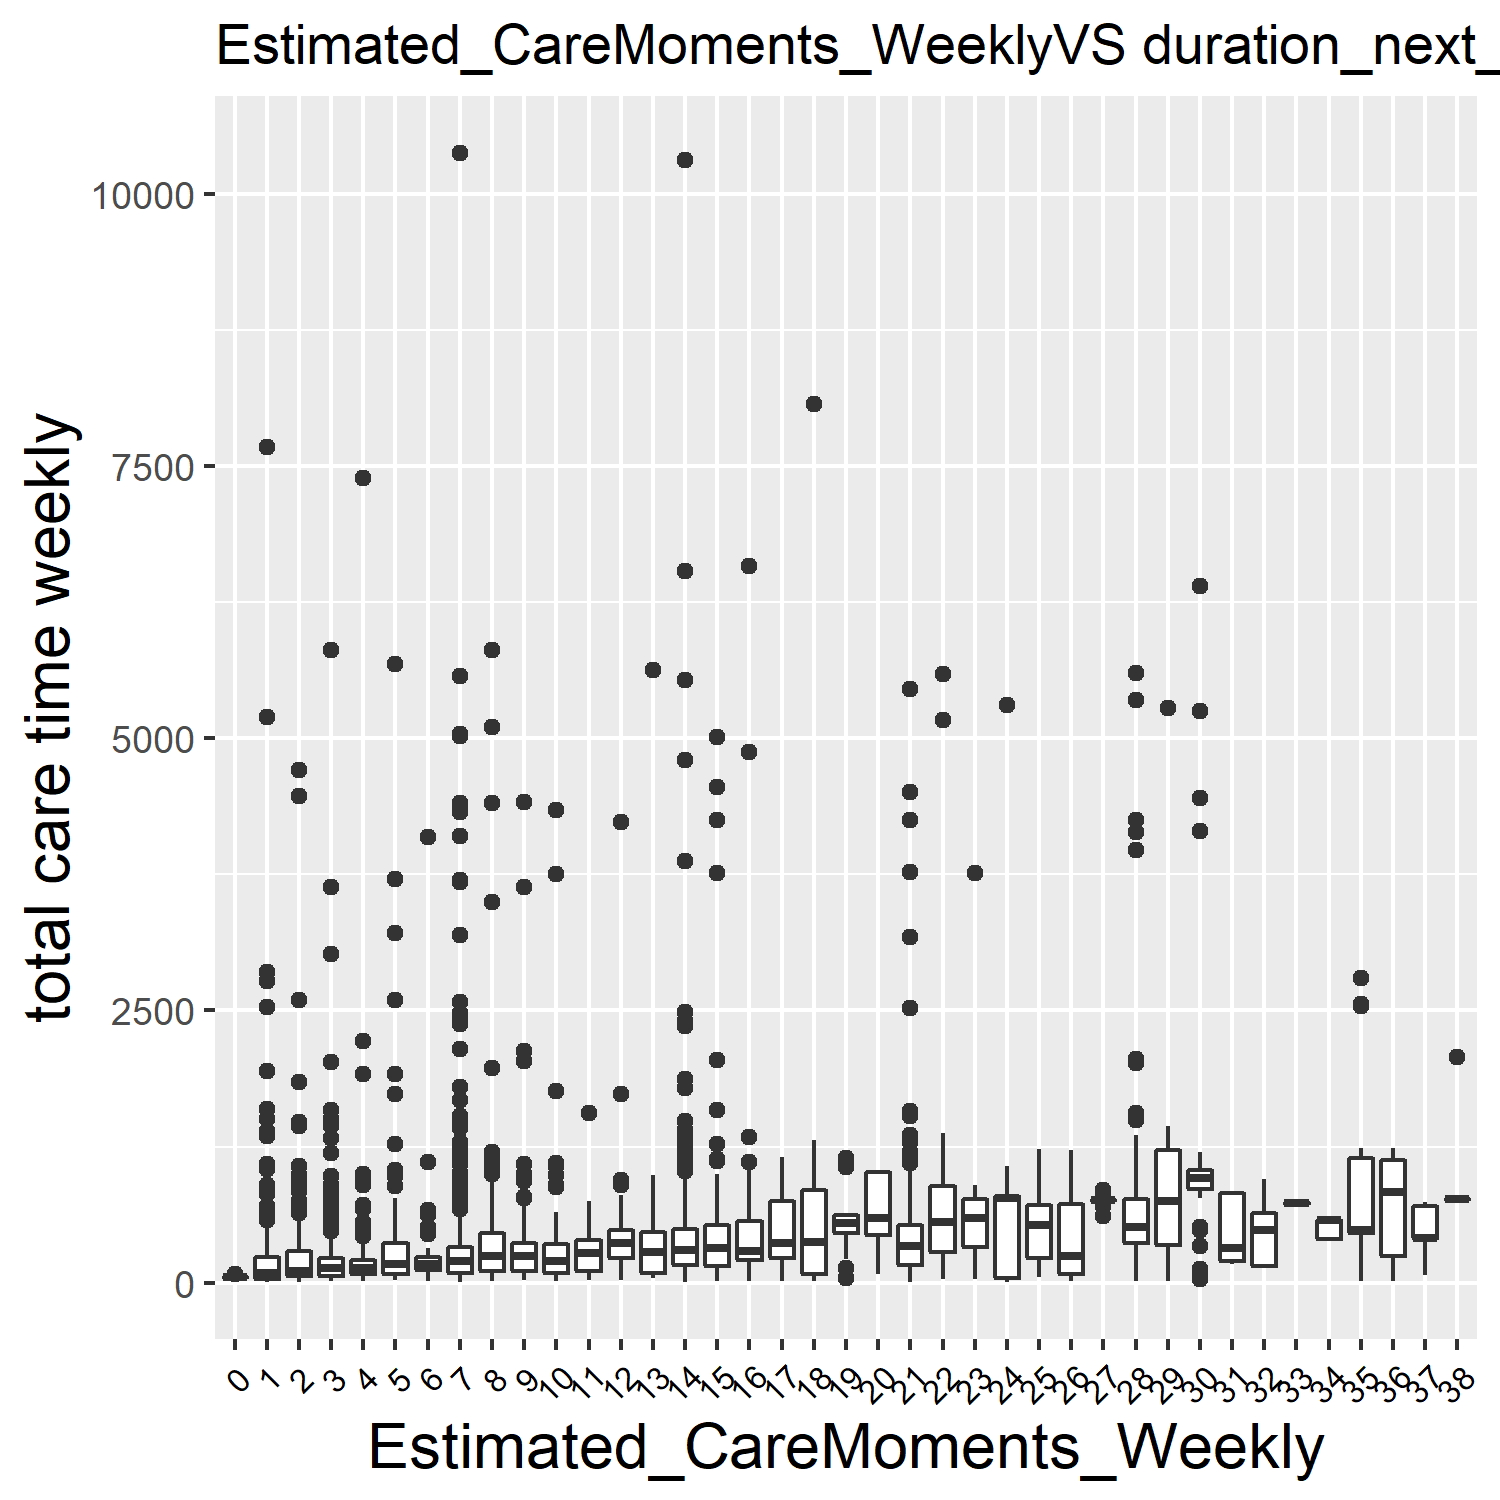 Estimated_CareMoments_WeeklyVS duration_next_
total care time weekly
10000
7500
5000
2500
0
0 1 2 3 4 5 6 7 8 9 10 11 12 13 14 15 16 17 18 19 20 21 22 23 24 25 26 27 28 29 30 31 32 33 34 35 36 37 38
Estimated_CareMoments_Weekly